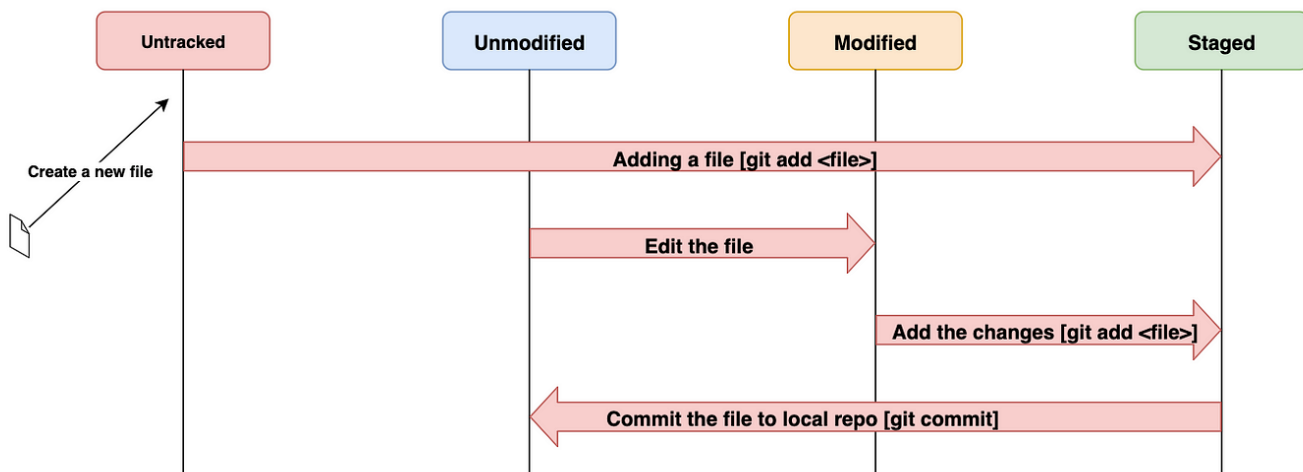 Untracked
Unmodified
Modified
Staged
Create a new file
Adding a file [git add <file>]
Edit the file
Add the changes [git add <file>]
Commit the file to local repo [git commit]